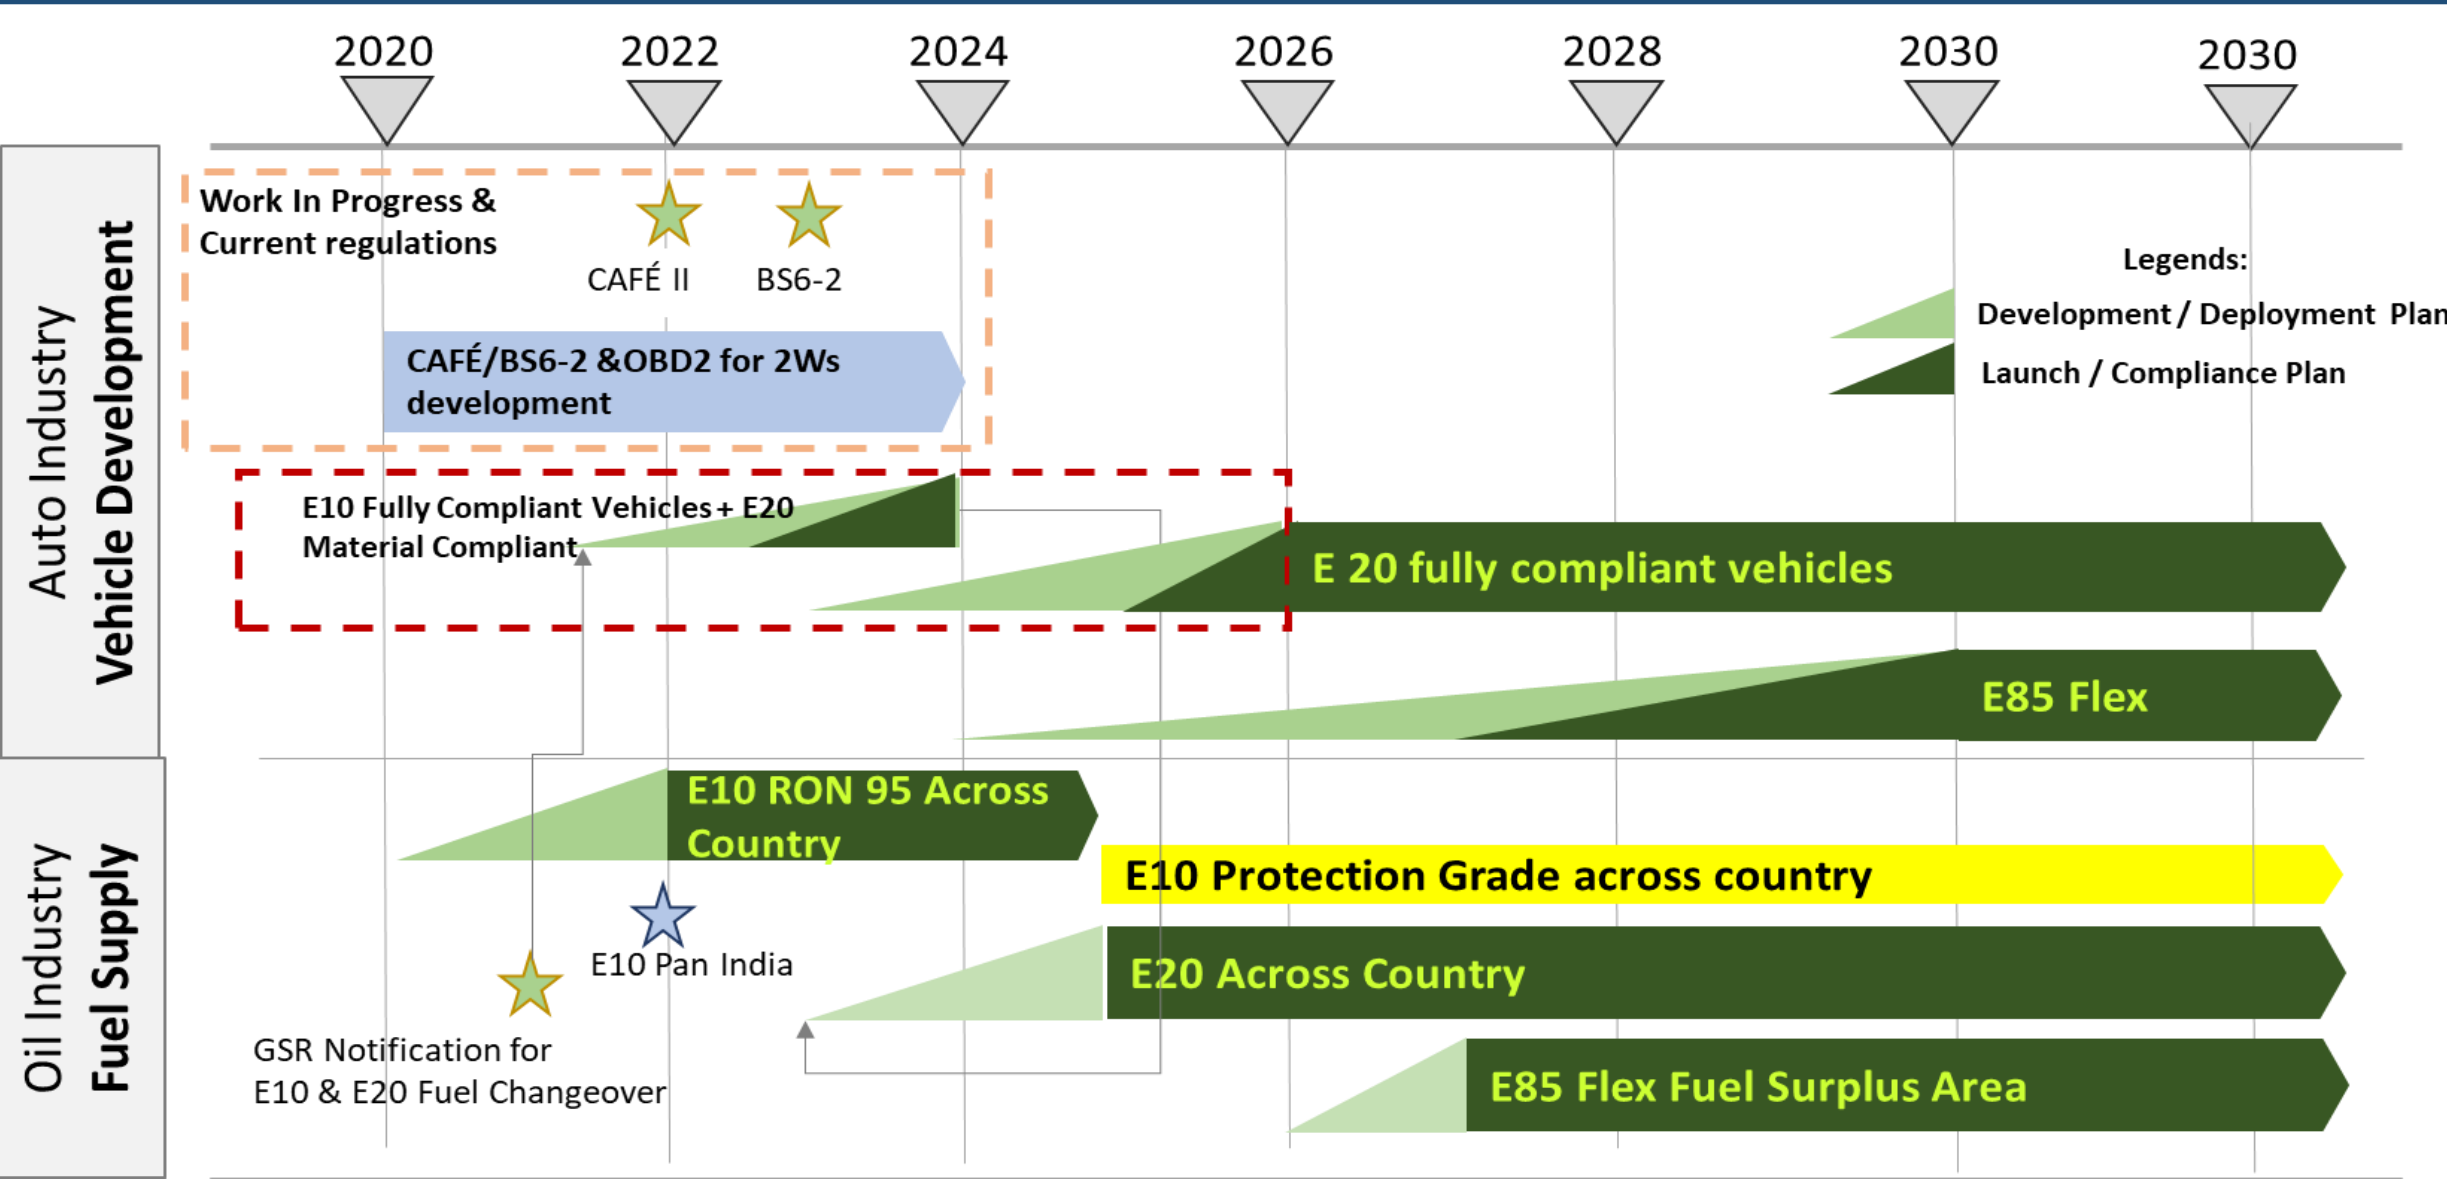 2020 2022 2024 2026 2028 2030 2030
Auto Industry
Vehicle Development
Work In Progress &
Current regulations
CAFÉ II
BS6-2
CAFÉ/BS6-2 &OBD2 for 2Ws
development
Legends:
Development / Deployment Plan
Launch / Compliance Plan
E10 Fully Compliant Vehicles + E20
Material Compliant
E 20 fully compliant vehicles
E85 Flex
Oil Industry
Fuel Supply
E10 RON 95 Across
Country
E10 Protection Grade across country
E10 Pan India
E20 Across Country
GSR Notification for
E10 & E20 Fuel Changeover
E85 Flex Fuel Surplus Area